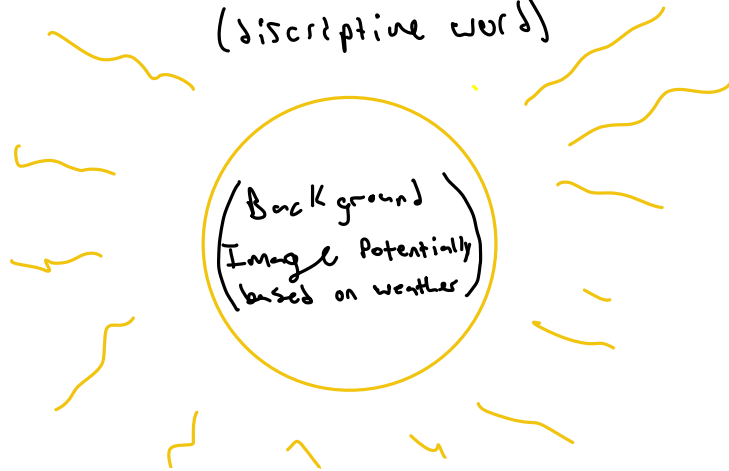 (discriptive word)
(Background
Image Potentially
based on weather)